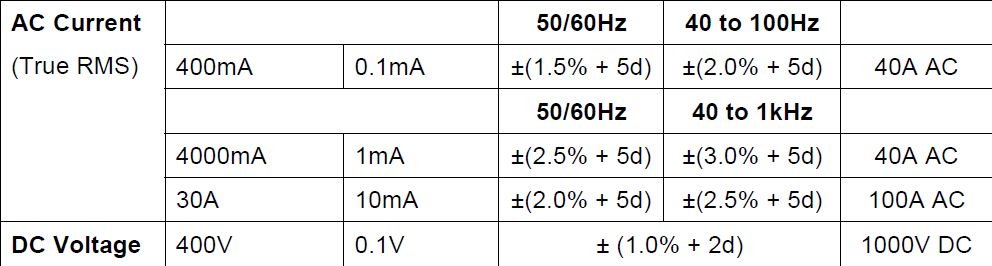 AC Current 50/60Hz 40 to 100Hz
(True RMS) 400mA 0.1mA ±(1.5% + 5d) ±(2.0% + 5d) 40A AC
50/60Hz 40 to 1kHz
4000mA 1mA ±(2.5% + 5d) ±(3.0% + 5d) 40A AC
30A 10mA ±(2.0% + 5d) ±(2.5% + 5d) 100A AC
DC Voltage 400V 0.1V ± (1.0% + 2d) 1000V DC